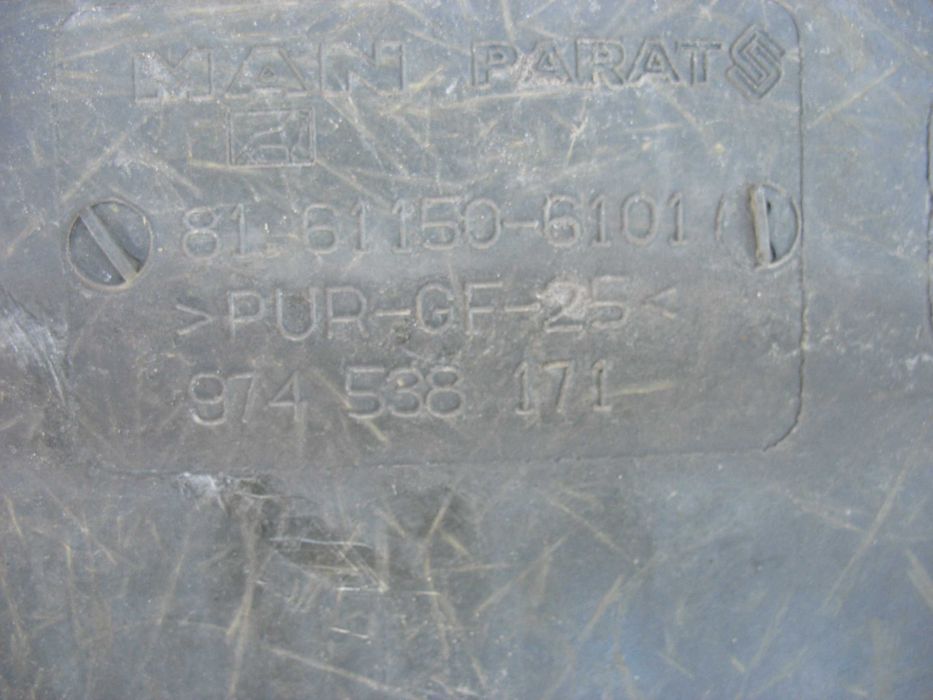 MAN PARAT
81.61150-6101
>PUR-GF-25<
974 538 171